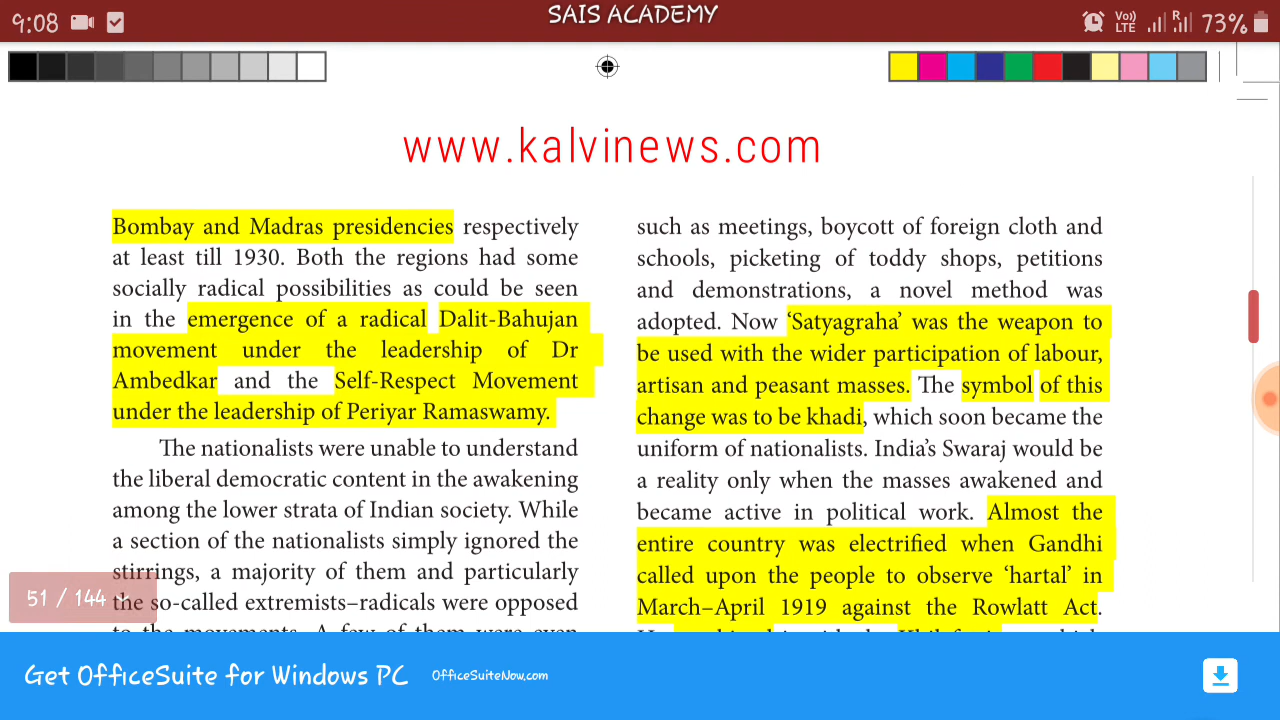 SAIS ACADEMY
9:08
Vo)
LTE
R
73%
www.kalvinews.com
Bombay and Madras presidencies respectively
at least till 1930. Both the regions had some
socially radical possibilities as could be seen
in the emergence of a radical Dalit-Bahujan
movement under the leadership of Dr
Ambedkar and the Self-Respect Movement
under the leadership of Periyar Ramaswamy.
The nationalists were unable to understand
the liberal democratic content in the awakening
among the lower strata of Indian society. While
a section of the nationalists simply ignored the
stirrings, a majority of them and particularly
the so-called extremists–radicals were opposed
to the movements. A few of them were even
such as meetings, boycott of foreign cloth and
schools, picketing of toddy shops, petitions
and demonstrations, a novel method was
adopted. Now ‘Satyagraha’ was the weapon to
be used with the wider participation of labour,
artisan and peasant masses. The symbol of this
change was to be khadi, which soon became the
uniform of nationalists. India’s Swaraj would be
a reality only when the masses awakened and
became active in political work. Almost the
entire country was electrified when Gandhi
called upon the people to observe ‘hartal’ in
March–April 1919 against the Rowlatt Act.
51 / 144
Get OfficeSuite for Windows PC
OfficeSuiteNow.com